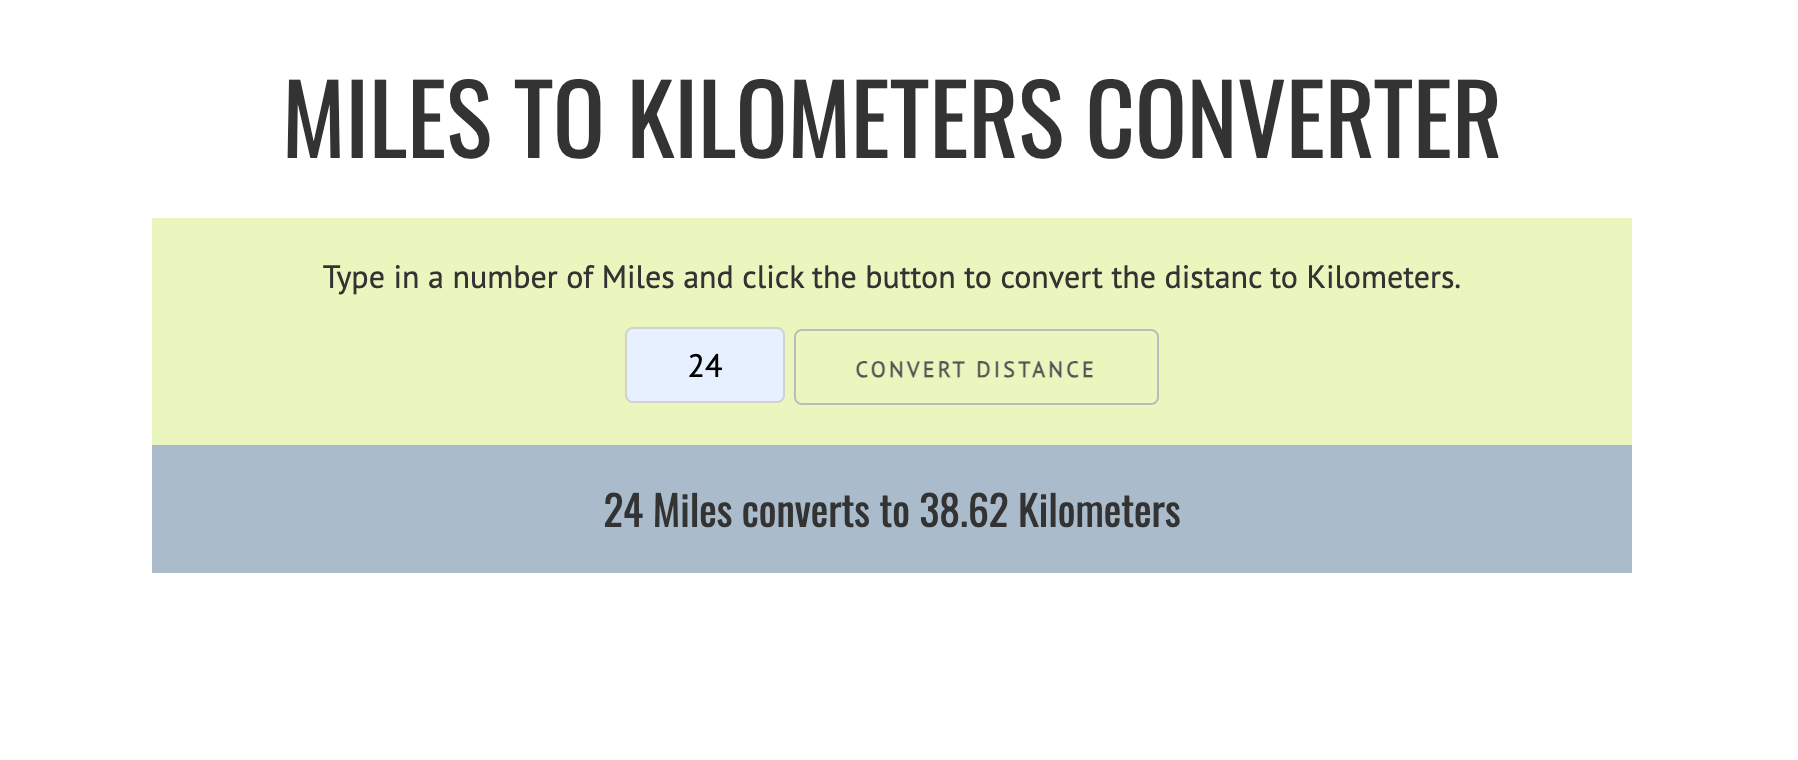 MILES TO KILOMETERS CONVERTER
Type in a number of Miles and click the button to convert the distanc to Kilometers.
24
CONVERT DISTANCE
24 Miles converts to 38.62 Kilometers